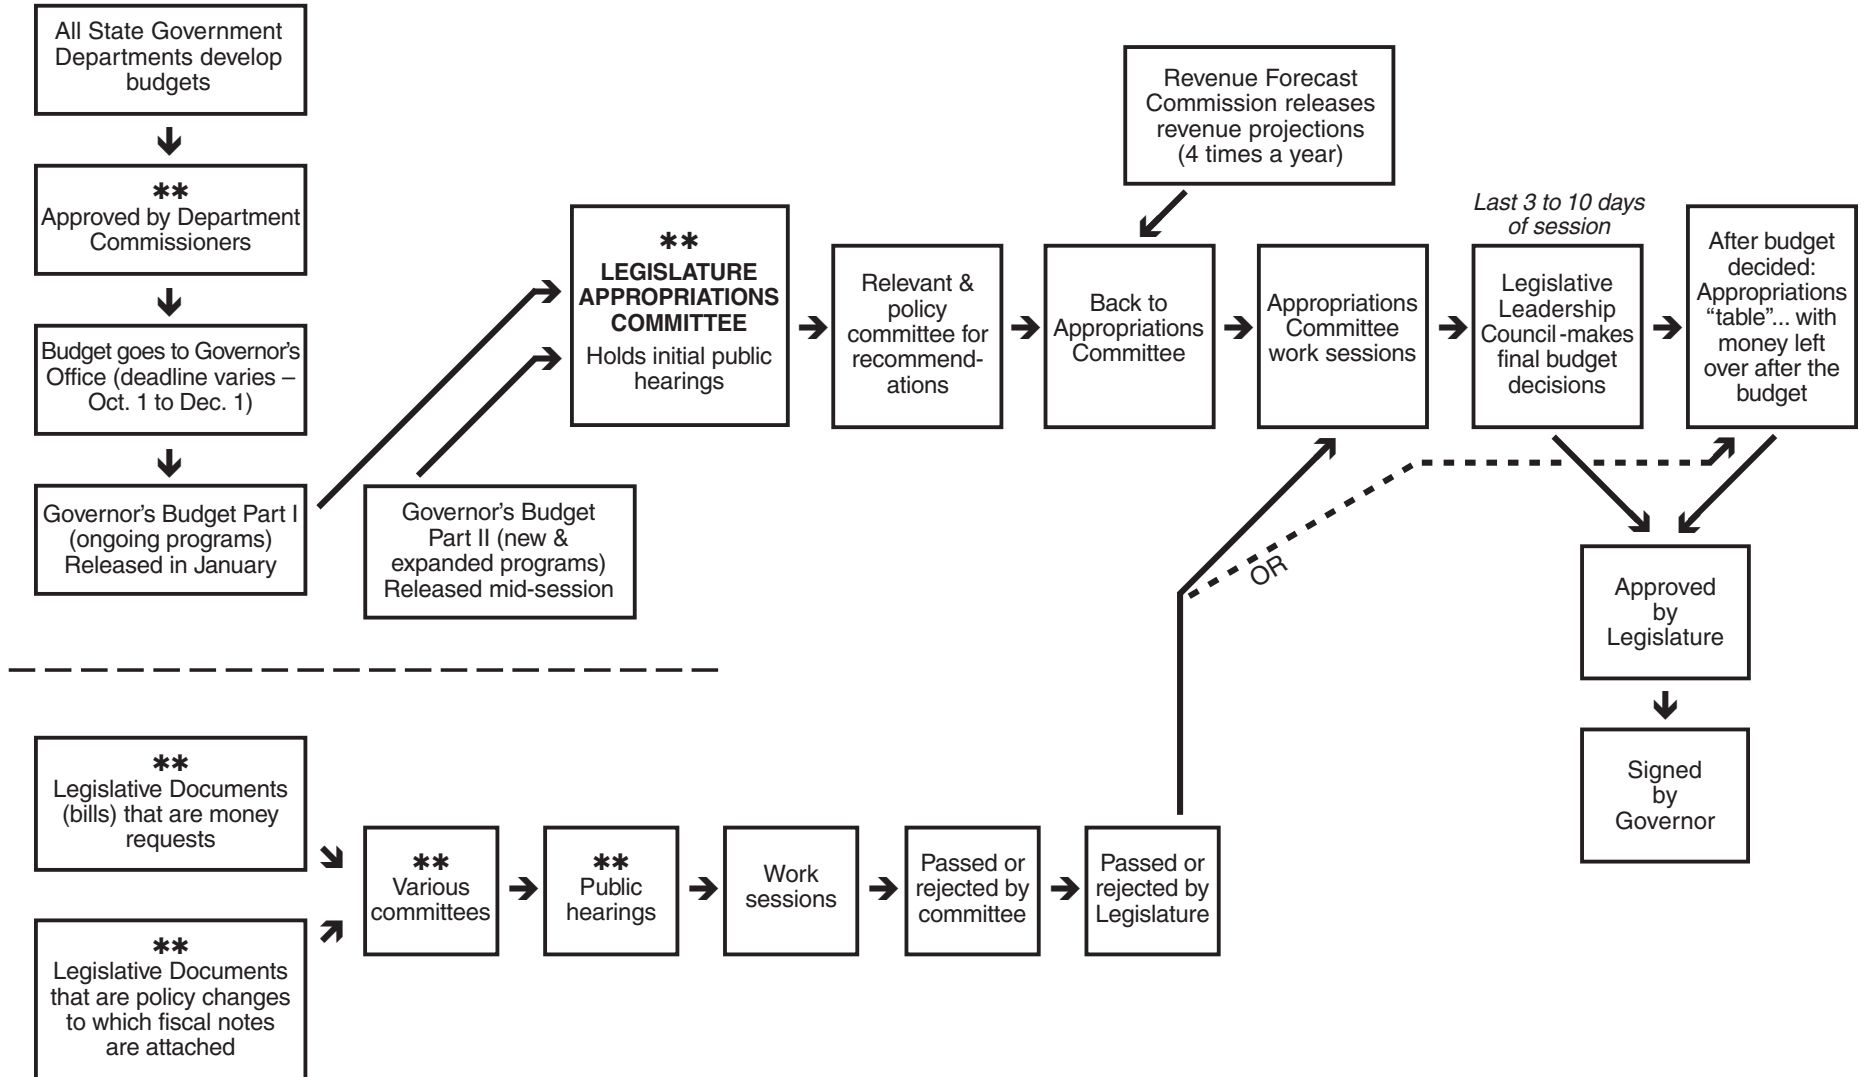 All State Government
Departments develop
budgets
**
Approved by Department
Commissioners
Budget goes to Governor's
Office (deadline varies –
Oct. 1 to Dec. 1)
Governor's Budget Part I
(ongoing programs)
Released in January
Governor's Budget
Part II (new &
expanded programs)
Released mid-session
**
LEGISLATURE
APPROPRIATIONS
COMMITTEE
Holds initial public
hearings
Relevant &
policy
committee for
recommend-
ations
Revenue Forecast
Commission releases
revenue projections
(4 times a year)
Back to
Appropriations
Committee
Appropriations
Committee
work sessions
Last 3 to 10 days
of session
Legislative
Leadership
Council-makes
final budget
decisions
After budget
decided:
Appropriations
“table”... with
money left
over after the
budget
OR
Approved
by
Legislature
Signed
by
Governor
**
Legislative Documents
(bills) that are money
requests
**
Legislative Documents
that are policy changes
to which fiscal notes
are attached
**
Various
committees
**
Public
hearings
Work
sessions
Passed or
rejected by
committee
Passed or
rejected by
Legislature